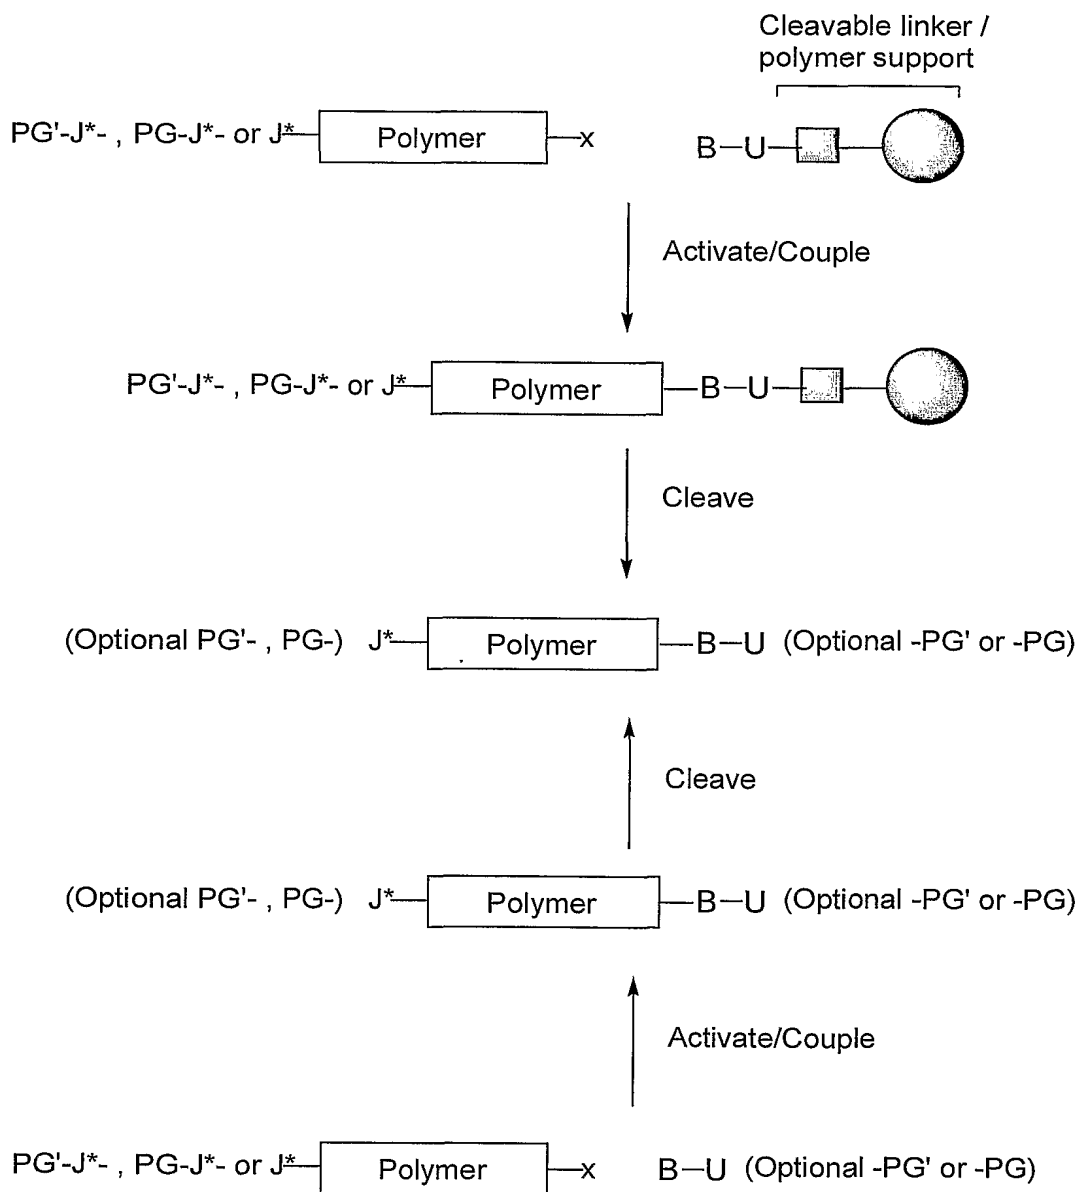 Cleavable linker /
polymer support
PG'-J*- , PG-J*- or J* Polymer x B U
Activate/Couple
PG'-J*- , PG-J*- or J* Polymer B U
Cleave
(Optional PG'- , PG-) J* Polymer B U (Optional -PG' or -PG)
Cleave
(Optional PG'- , PG-) J* Polymer B U (Optional -PG' or -PG)
Activate/Couple
PG'-J*- , PG-J*- or J* Polymer x B U (Optional -PG' or -PG)